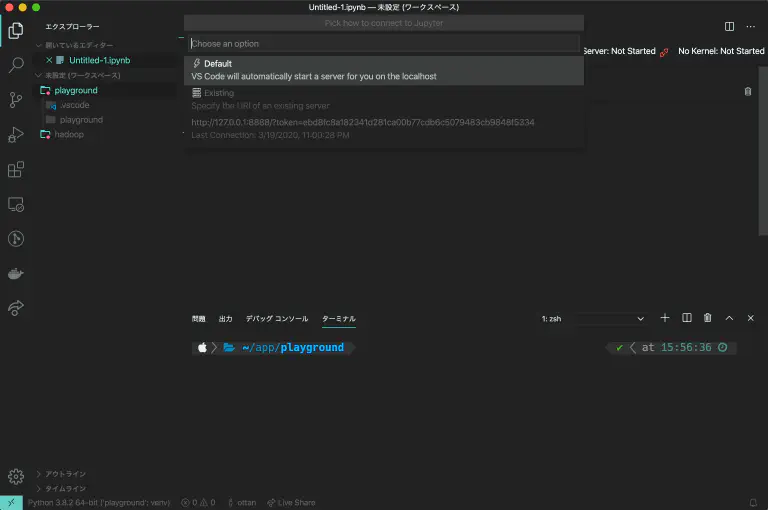 Untitled-1.ipynb — 未設定 (ワークスペース)
エクスプローラー
開いているエディター
Untitled-1.ipynb
未設定 (ワークスペース)
playground
.vscode
playground
hadoop
アウトライン
タイムライン
Pick how to connect to Jupyter
Choose an option
Default
VS Code will automatically start a server for you on the localhost
Existing
Specify the URI of an existing server
http://127.0.0.1:8888/?token=ebd8fc8a182341d281ca00b77cdb6c5079483cb9848f5334
Last Connection: 3/19/2020, 11:00:28 PM
Server: Not Started
No Kernel: Not Started
問題 出力 デバッグ コンソール ターミナル 1: zsh
~/app/playground at 15:56:36
Python 3.8.2 64-bit ('playground': venv) 0 0 ottan Live Share